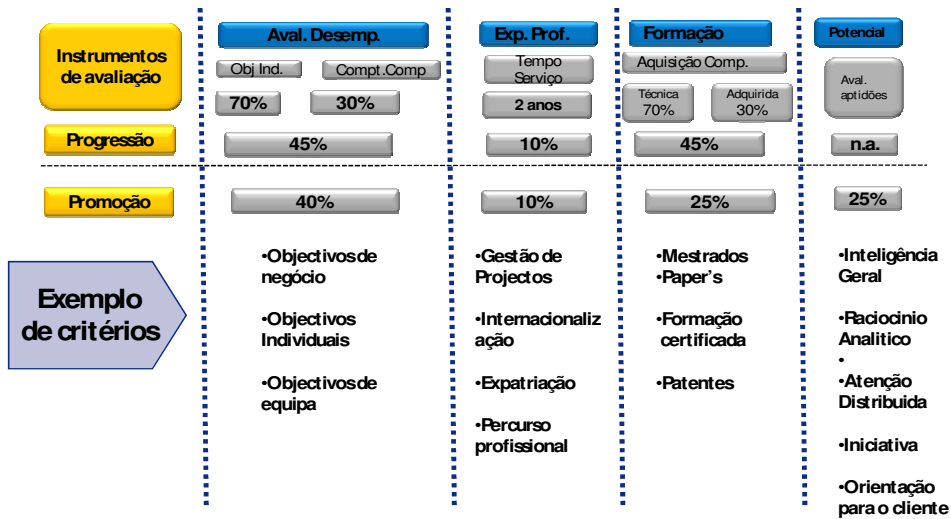 Instrumentos
de avaliação
Aval. Desemp.
Exp. Prof.
Formação
Potencial
Obj Ind.
Compt.Comp
Tempo
Serviço
Aquisição Comp.
Aval.
aptidões
70%
30%
2 anos
Técnica
70%
Adquirida
30%
Progressão
45%
10%
45%
n.a.
Promoção
40%
10%
25%
25%
Exemplo
de critérios
•Objectivos de
negócio
•Objectivos
Individuais
•Objectivos de
equipa
•Gestão de
Projectos
•Internacionaliz
ação
•Expatriação
•Percurso
profissional
•Mestrados
•Paper's
•Formação
certificada
•Patentes
•Inteligência
Geral
•Raciocinio
Analitico
•
•Atenção
Distribuida
•Iniciativa
•Orientação
para o cliente